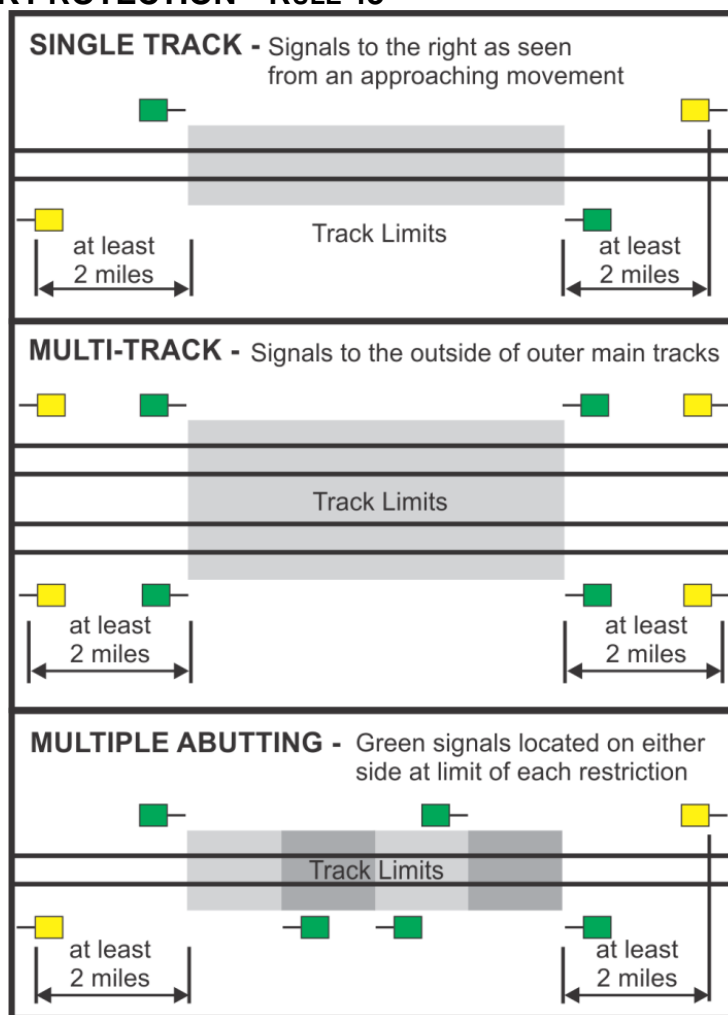 PROTECTION
SINGLE TRACK - Signals to the right as seen
from an approaching movement
Track Limits
at least
2 miles
at least
2 miles
MULTI-TRACK - Signals to the outside of outer main tracks
Track Limits
at least
2 miles
at least
2 miles
MULTIPLE ABUTTING - Green signals located on either
side at limit of each restriction
Track Limits
at least
2 miles
at least
2 miles